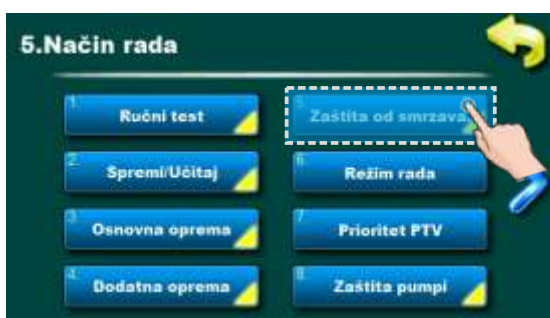 5.Način rada
1. Ručni test
2. Spremi/Učitaj
3. Osnovna oprema
4. Dodatna oprema
5. Zaštita od smrzava
6. Režim rada
7. Prioritet PTV
8. Zaštita pumpi